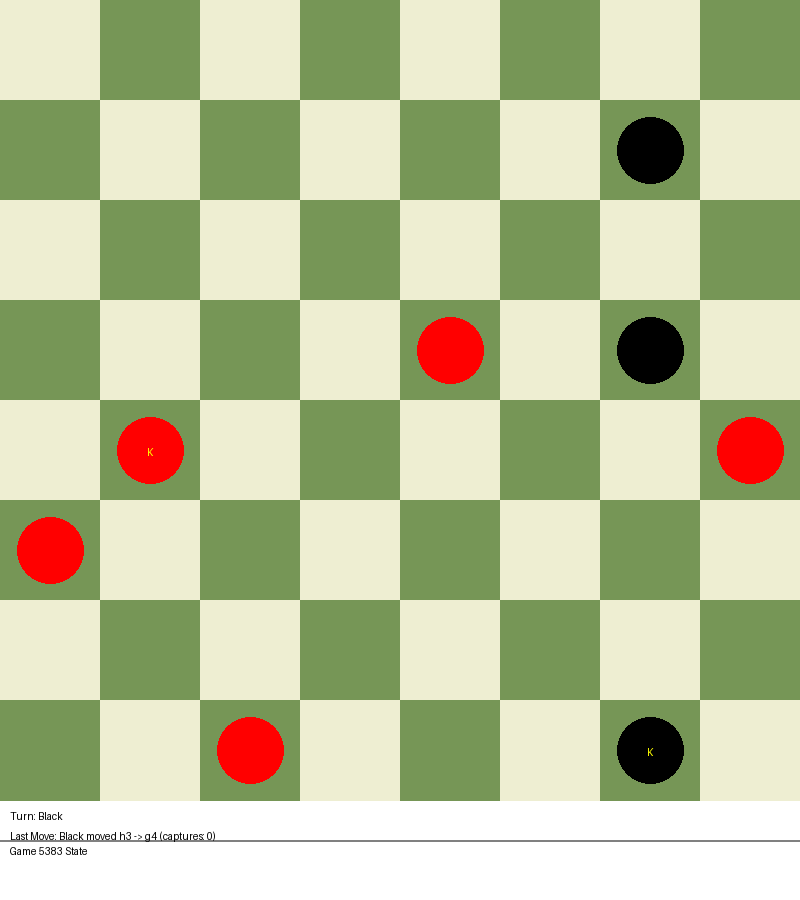 K
K
Turn: Black
Last Move: Black moved h3 -> g4 (captures: 0)
Game 5383 State